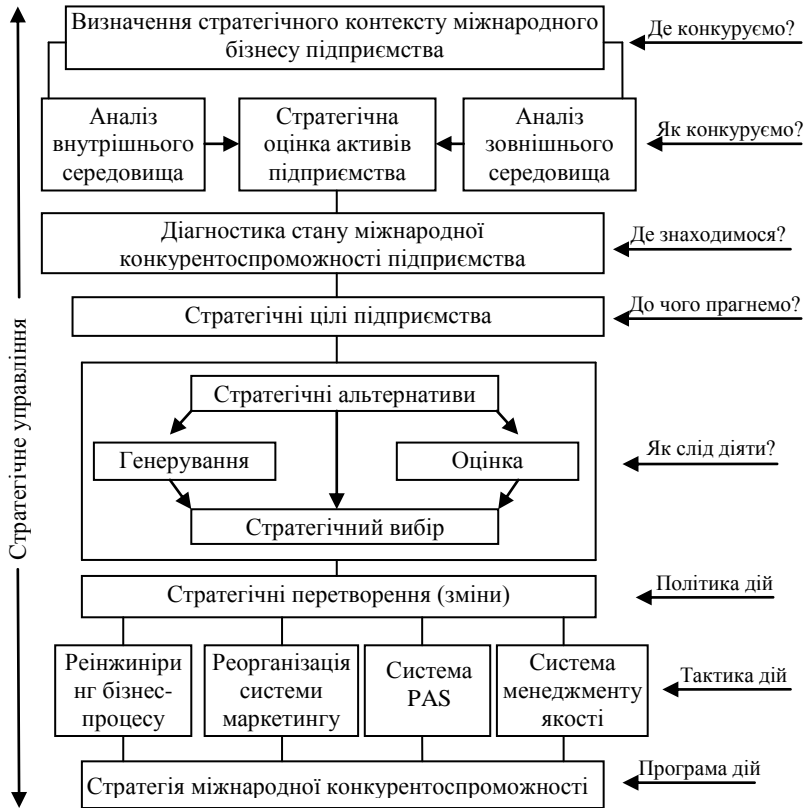 Визначення стратегічного контексту міжнародного
бізнесу підприємства
Де конкуруємо?
Аналіз
внутрішнього
середовища
Стратегічна
оцінка активів
підприємства
Аналіз
зовнішнього
середовища
Як конкуруємо?
Діагностика стану міжнародної
конкурентоспроможності підприємства
Де знаходимося?
Стратегічні цілі підприємства
До чого прагнемо?
Стратегічне управління
Стратегічні альтернативи
Генерування
Оцінка
Як слід діяти?
Стратегічний вибір
Стратегічні перетворення (зміни)
Політика дій
Реінжинірі
нг бізнес-
процесу
Реорганізація
системи
маркетингу
Система
PAS
Система
менеджменту
якості
Тактика дій
Стратегія міжнародної конкурентоспроможності
Програма дій